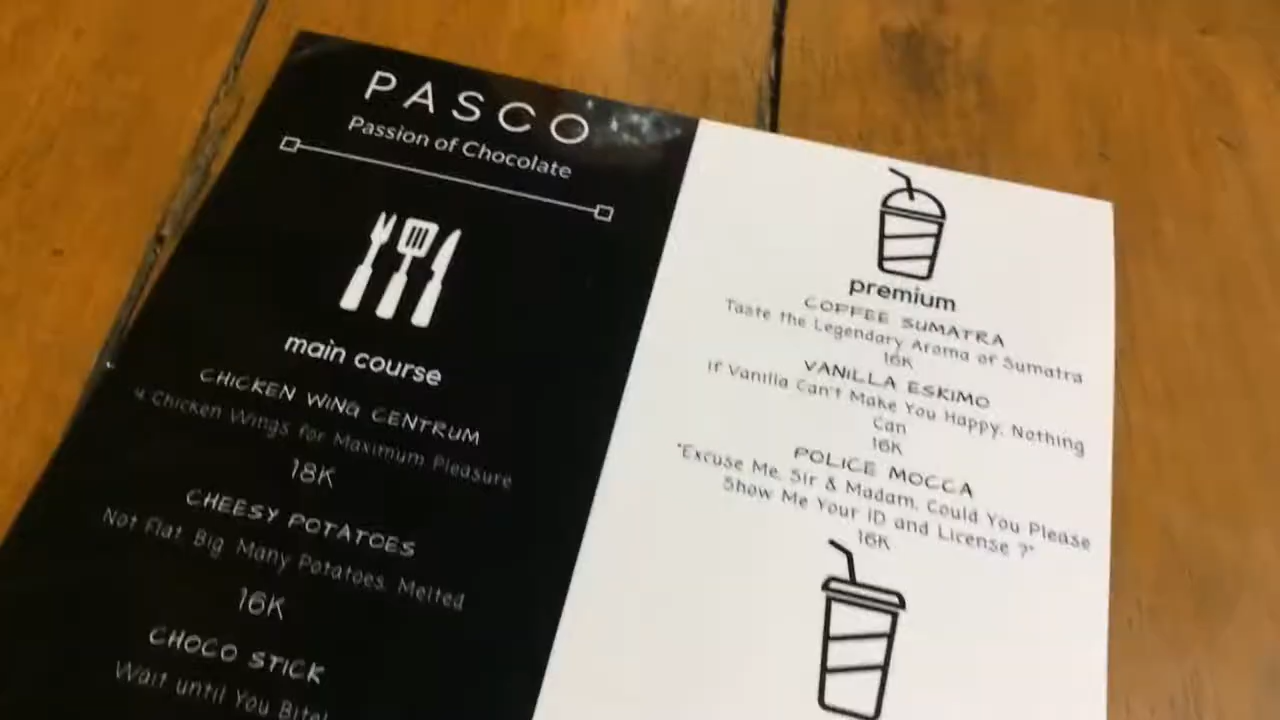 PASCO
Passion of Chocolate
main course
CHICKEN WING CENTRUM
4 Chicken Wings for Maximum Pleasure
18K
CHEESY POTATOES
Not Flat, Big, Many Potatoes, Melted
16K
CHOCO STICK
Wait until You Bite!
premium
COFFEE SUMATRA
Taste the Legendary Aroma of Sumatra
16K
VANILLA ESKIMO
If Vanilla Can't Make You Happy, Nothing
Can
16K
POLICE MOCCA
"Excuse Me, Sir & Madam, Could You Please
Show Me Your ID and License ?"
16K